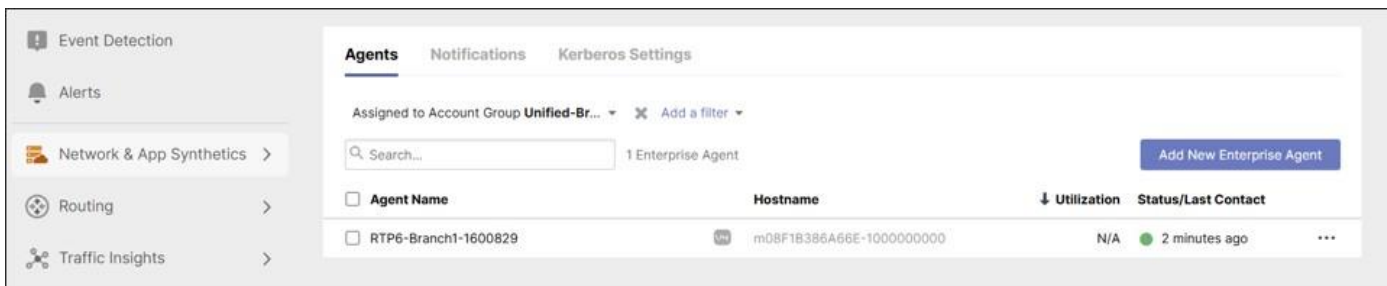 Event Detection
Alerts
Network & App Synthetics
Routing
Traffic Insights
Agents Notifications Kerberos Settings
Assigned to Account Group Unified-Br... Add a filter
Search... 1 Enterprise Agent Add New Enterprise Agent
Agent Name Hostname Utilization Status/Last Contact
RTP6-Branch1-1600829 m08F1B386A66E-1000000000 N/A 2 minutes ago